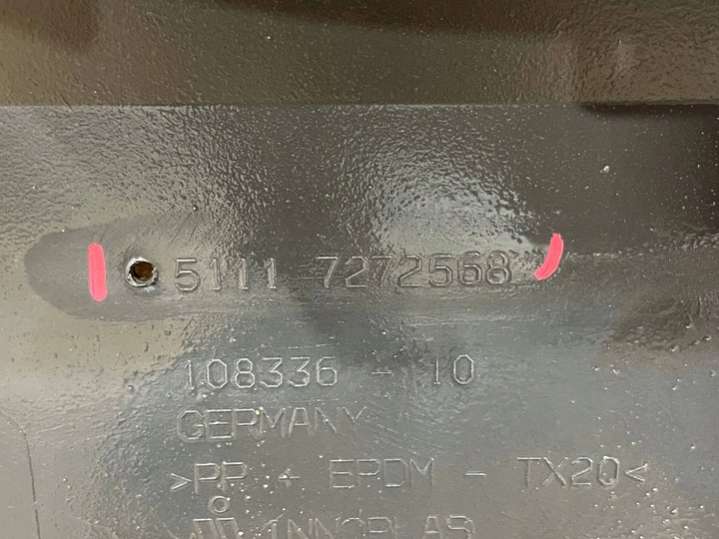 5111 7272568
108336 - 10
GERMANY
>PP + EPDM - TX20<